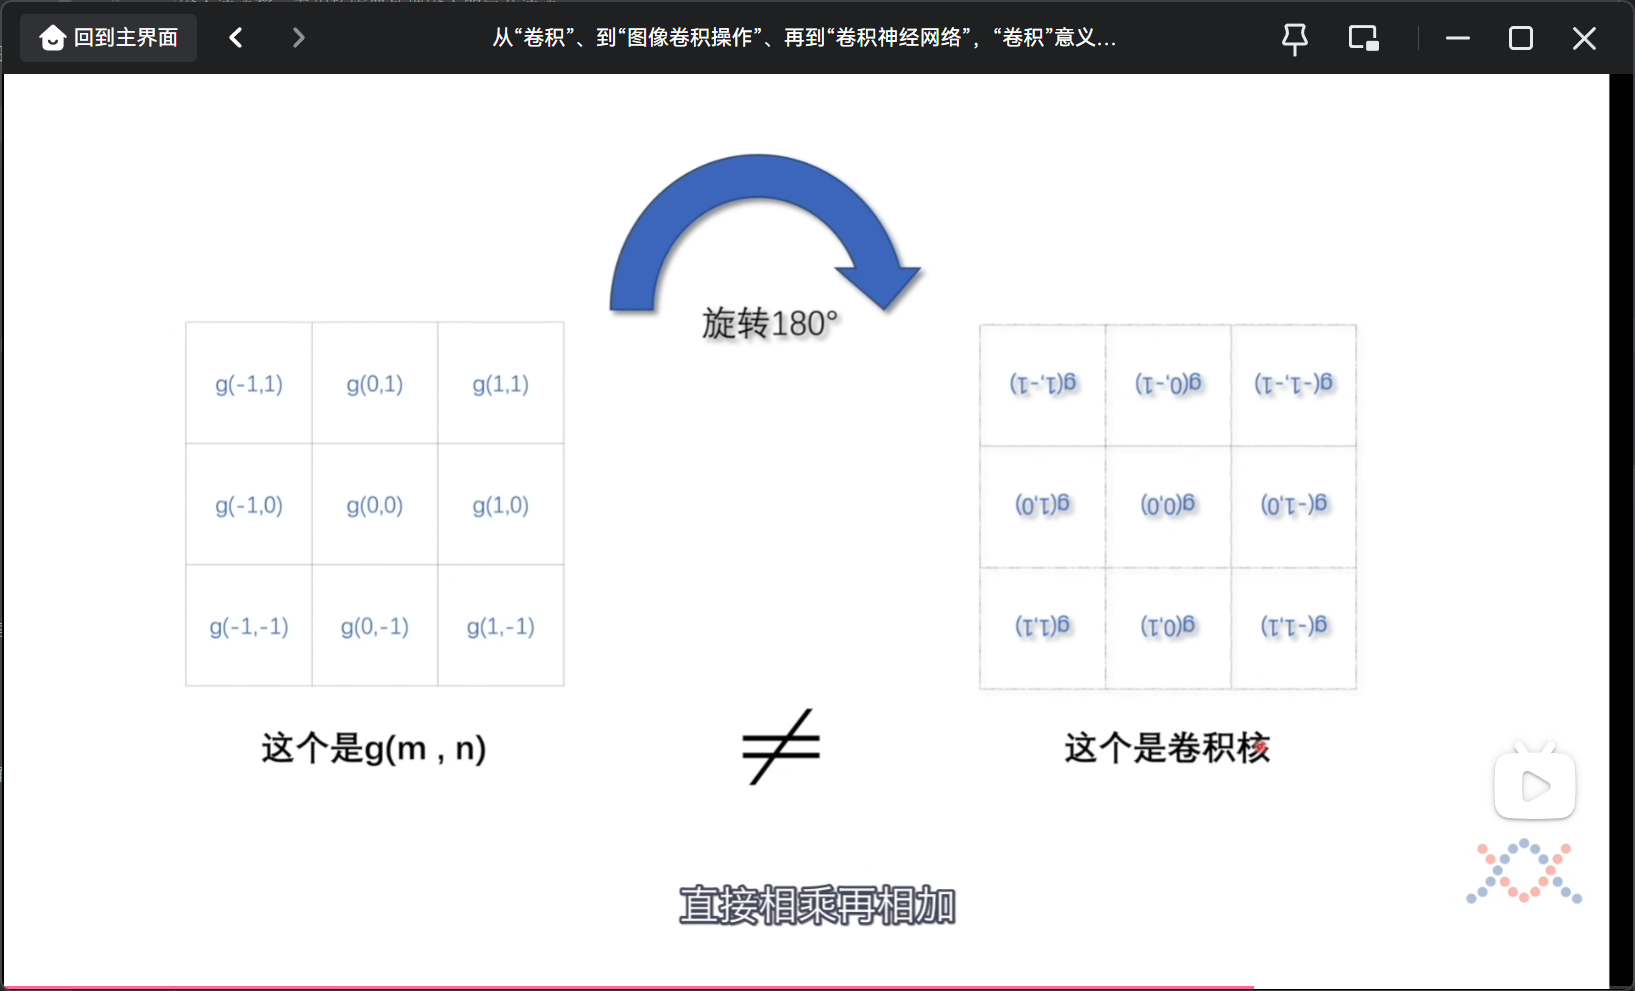 回到主界面
从“卷积”、到“图像卷积操作”、再到“卷积神经网络”，“卷积”意义...
旋转180°
g(-1,1) g(0,1) g(1,1)
g(-1,0) g(0,0) g(1,0)
g(-1,-1) g(0,-1) g(1,-1)
g(1,-1) g(0,-1) g(-1,-1)
g(1,0) g(0,0) g(-1,0)
g(1,1) g(0,1) g(-1,1)
这个是g(m , n)
≠
这个是卷积核
直接相乘再相加